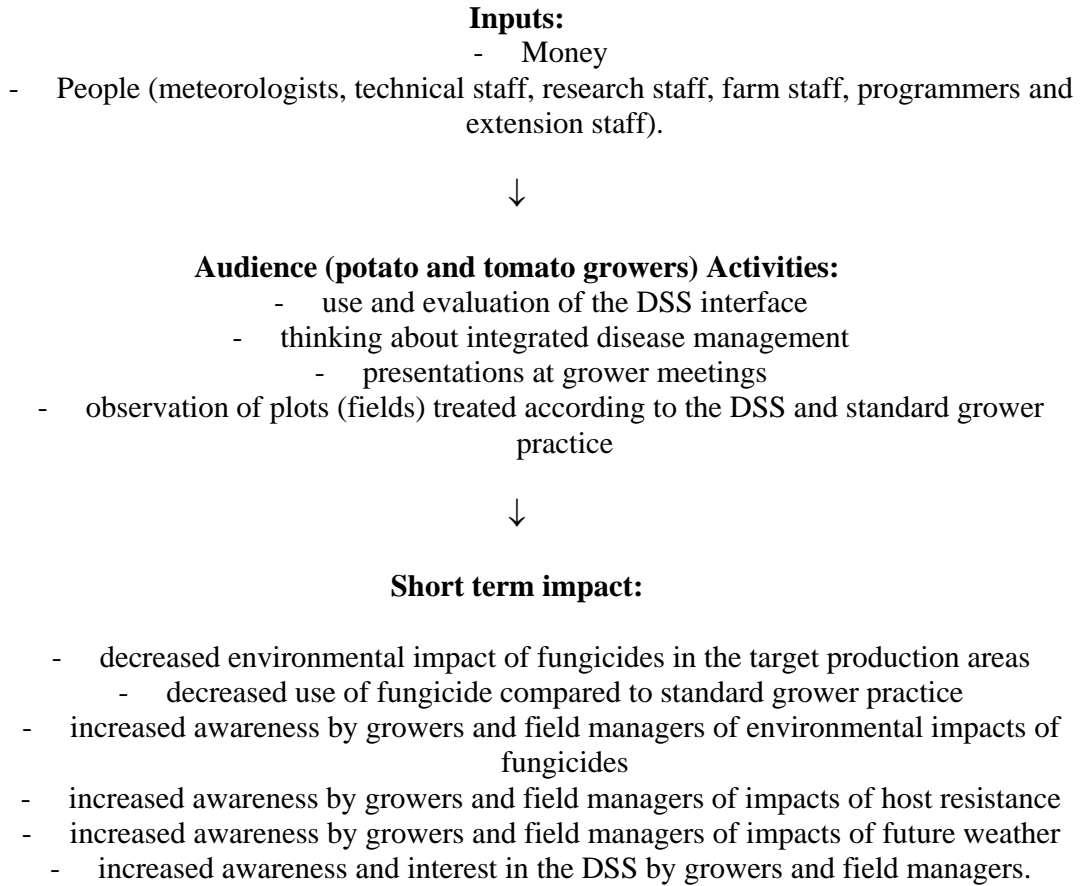 Inputs:
- Money
- People (meteorologists, technical staff, research staff, farm staff, programmers and
extension staff).
↓
Audience (potato and tomato growers) Activities:
- use and evaluation of the DSS interface
- thinking about integrated disease management
- presentations at grower meetings
- observation of plots (fields) treated according to the DSS and standard grower
practice
↓
Short term impact:
- decreased environmental impact of fungicides in the target production areas
- decreased use of fungicide compared to standard grower practice
- increased awareness by growers and field managers of environmental impacts of
fungicides
- increased awareness by growers and field managers of impacts of host resistance
- increased awareness by growers and field managers of impacts of future weather
- increased awareness and interest in the DSS by growers and field managers.